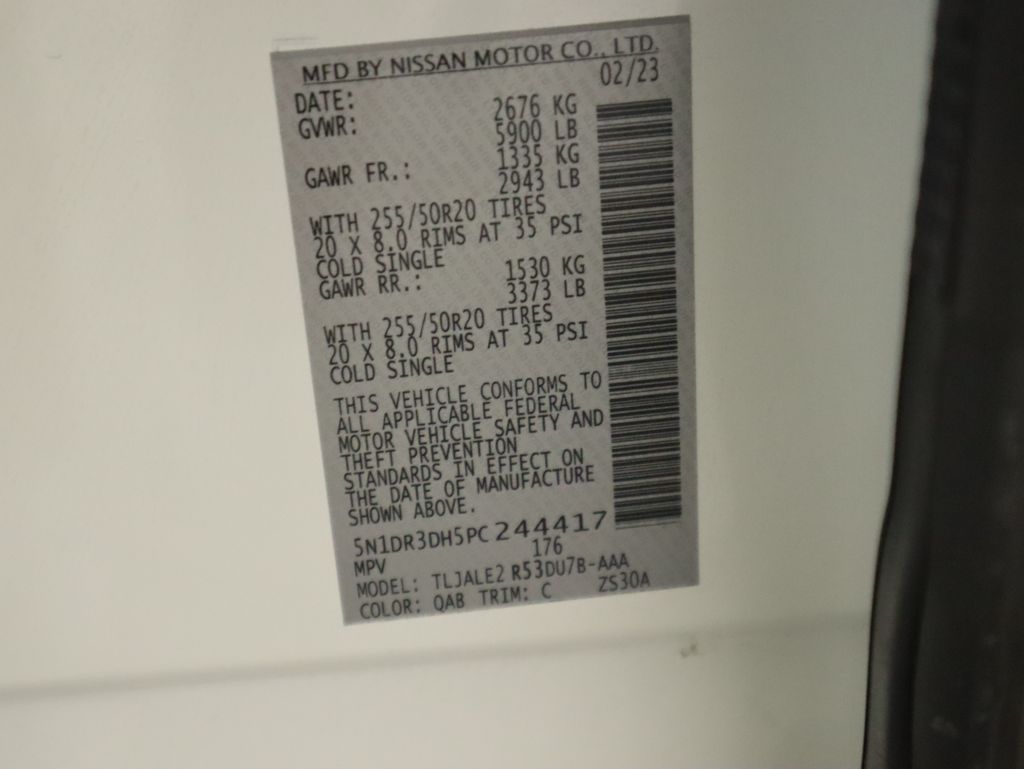 MFD BY NISSAN MOTOR CO., LTD.
DATE: 02/23
GVWR: 2676 KG
5900 LB
GAWR FR.: 1335 KG
2943 LB
WITH 255/50R20 TIRES
20 X 8.0 RIMS AT 35 PSI
COLD SINGLE
GAWR RR.: 1530 KG
3373 LB
WITH 255/50R20 TIRES
20 X 8.0 RIMS AT 35 PSI
COLD SINGLE
THIS VEHICLE CONFORMS TO
ALL APPLICABLE FEDERAL
MOTOR VEHICLE SAFETY AND
THEFT PREVENTION
STANDARDS IN EFFECT ON
THE DATE OF MANUFACTURE
SHOWN ABOVE.
5N1DR3DH5PC244417
MPV 176
MODEL: TLJALE2 R53DU7B-AAA
COLOR: QAB TRIM: C ZS30A